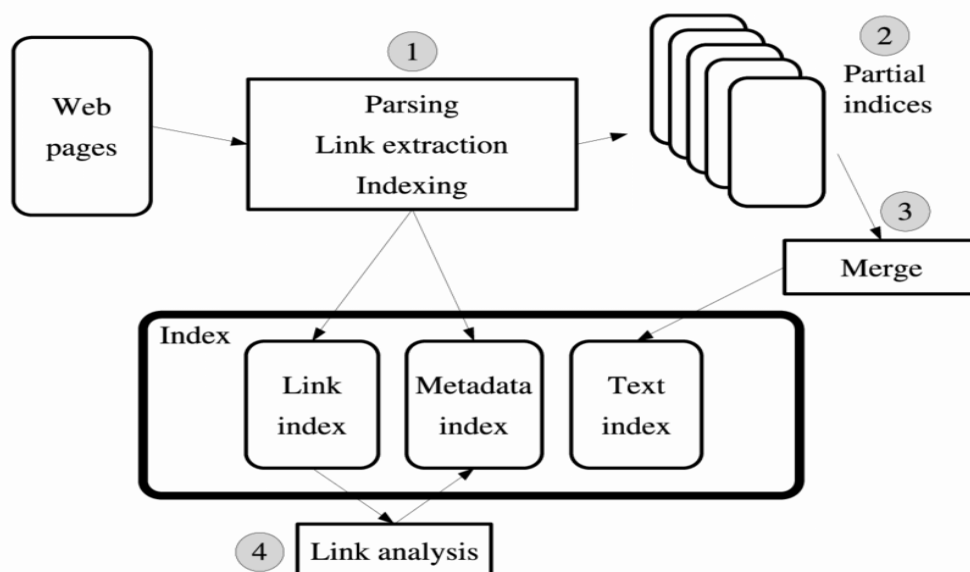 1
2
Web
pages
Parsing
Link extraction
Indexing
Partial
indices
3
Merge
Index
Link
index
Metadata
index
Text
index
4
Link analysis